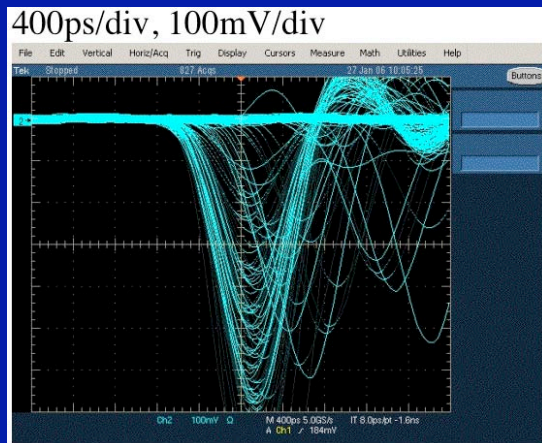 400ps/div, 100mV/div
File Edit Vertical Horiz/Acq Trig Display Cursors Measure Math Utilities Help
Tek Stopped 827 Acqs 27 Jan 06 10:05:25
Buttons
2
Ch2 100mV Ω M 400ps 5.0GS/s IT 8.0ps/pt -1.6ns
A Ch1 ∕ 184mV